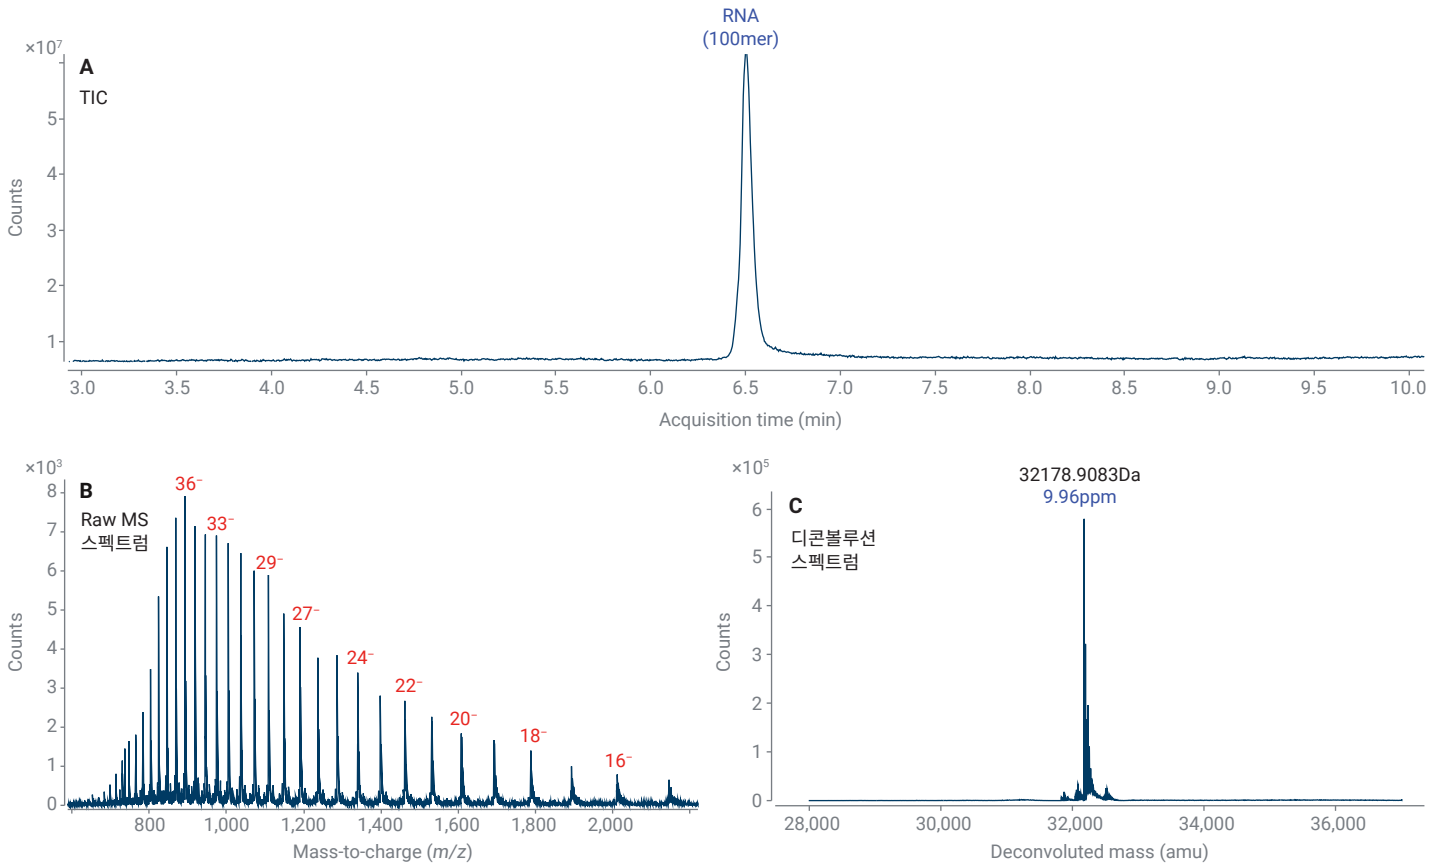 RNA
(100mer)
×10⁷
A
TIC
5
4
3
2
1
Counts
3.0 3.5 4.0 4.5 5.0 5.5 6.0 6.5 7.0 7.5 8.0 8.5 9.0 9.5 10.0
Acquisition time (min)
×10³
B
Raw MS
스펙트럼
36⁻
33⁻
29⁻
27⁻
24⁻
22⁻
20⁻
18⁻
16⁻
8
7
6
5
4
3
2
1
0
Counts
800 1,000 1,200 1,400 1,600 1,800 2,000
Mass-to-charge (m/z)
×10⁵
C
디콘볼루션
스펙트럼
32178.9083Da
9.96ppm
6
5
4
3
2
1
0
Counts
28,000 30,000 32,000 34,000 36,000
Deconvoluted mass (amu)